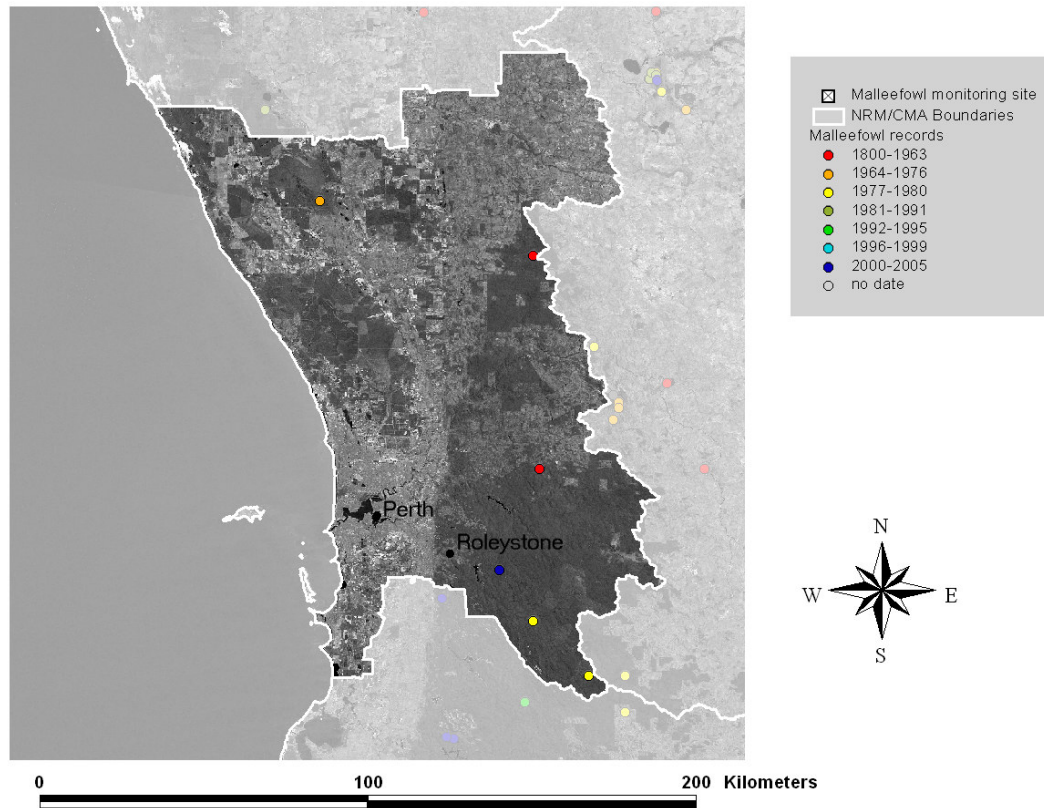 Perth
Roleystone
Malleefowl monitoring site
NRM/CMA Boundaries
Malleefowl records
1800-1963
1964-1976
1977-1980
1981-1991
1992-1995
1996-1999
2000-2005
no date
N
W E
S
0 100 200 Kilometers